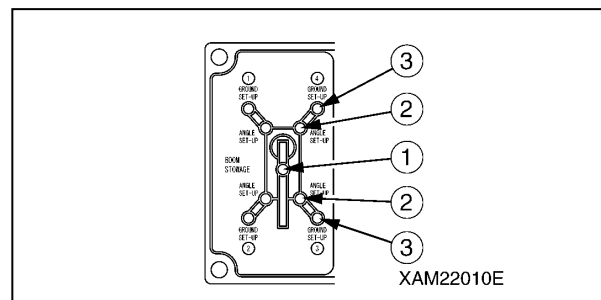 1
4
GROUND
SET-UP
GROUND
SET-UP
3
ANGLE
SET-UP
ANGLE
SET-UP
2
BOOM
STORAGE
1
ANGLE
SET-UP
ANGLE
SET-UP
2
GROUND
SET-UP
GROUND
SET-UP
3
2
3
XAM22010E